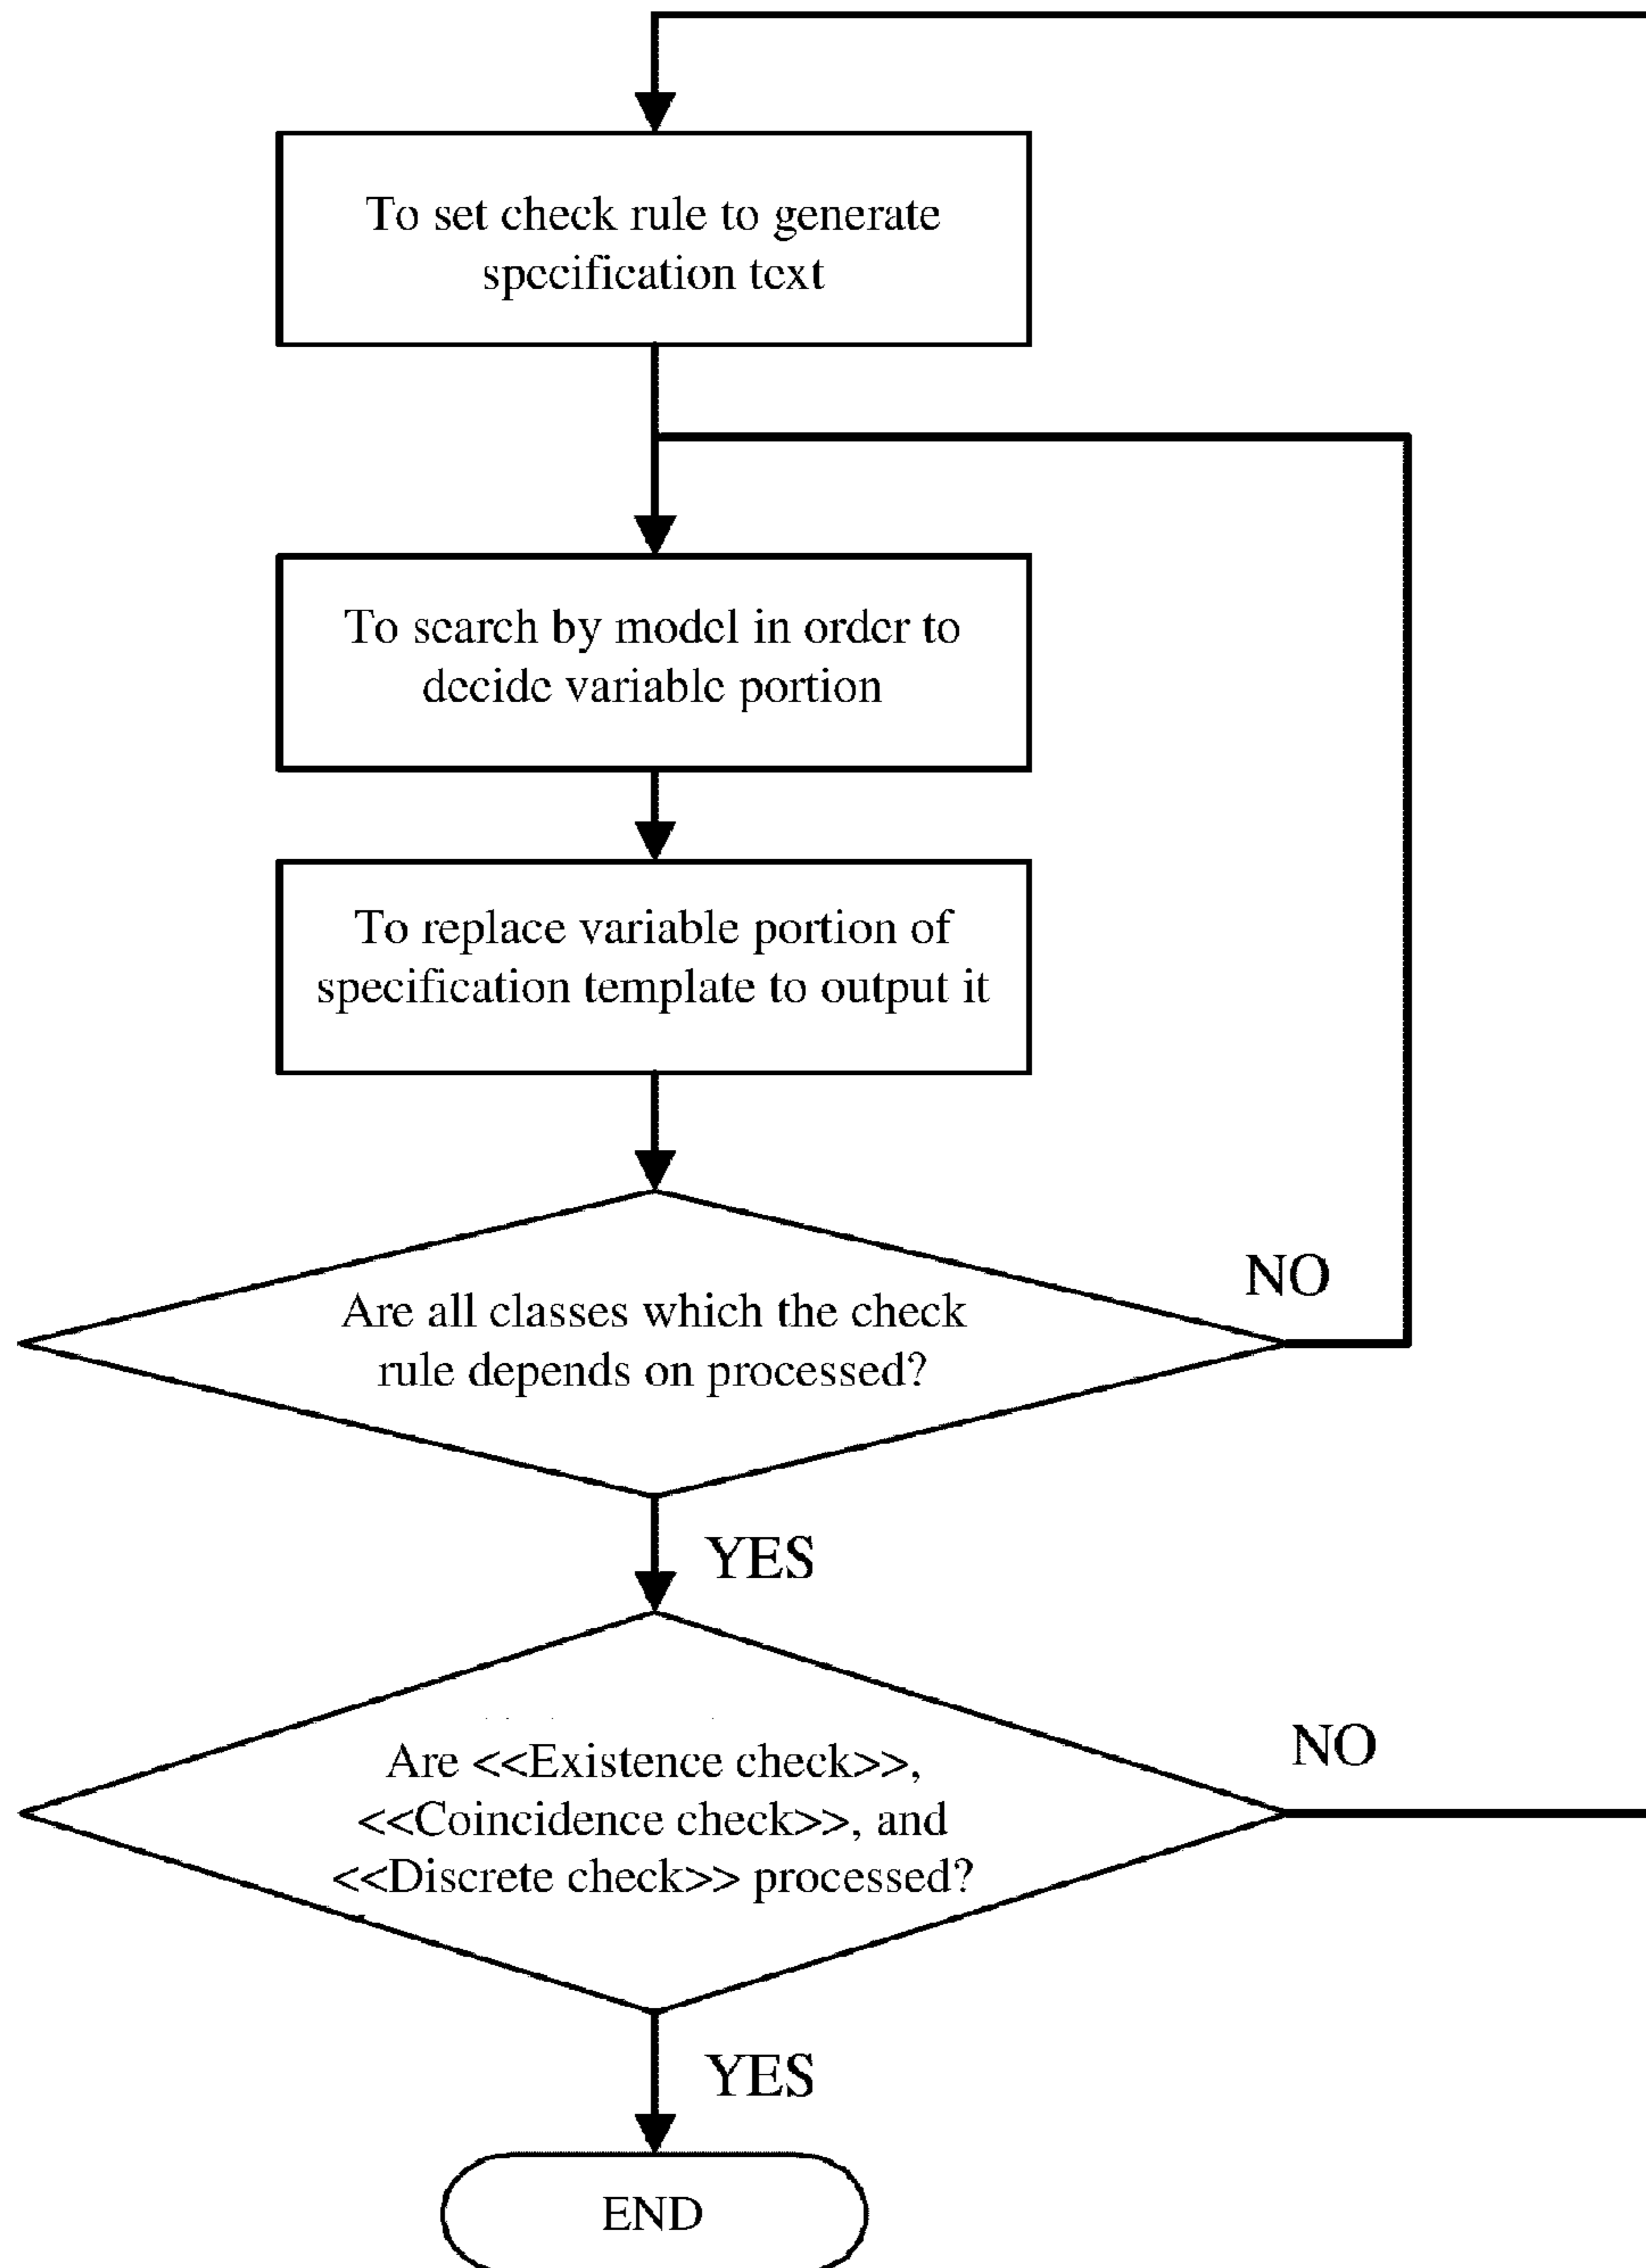 To set check rule to generate
specification text
To search by model in order to
decide variable portion
To replace variable portion of
specification template to output it
Are all classes which the check
rule depends on processed?
NO
YES
Are <<Existence check>>,
<<Coincidence check>>, and
<<Discrete check>> processed?
NO
YES
END